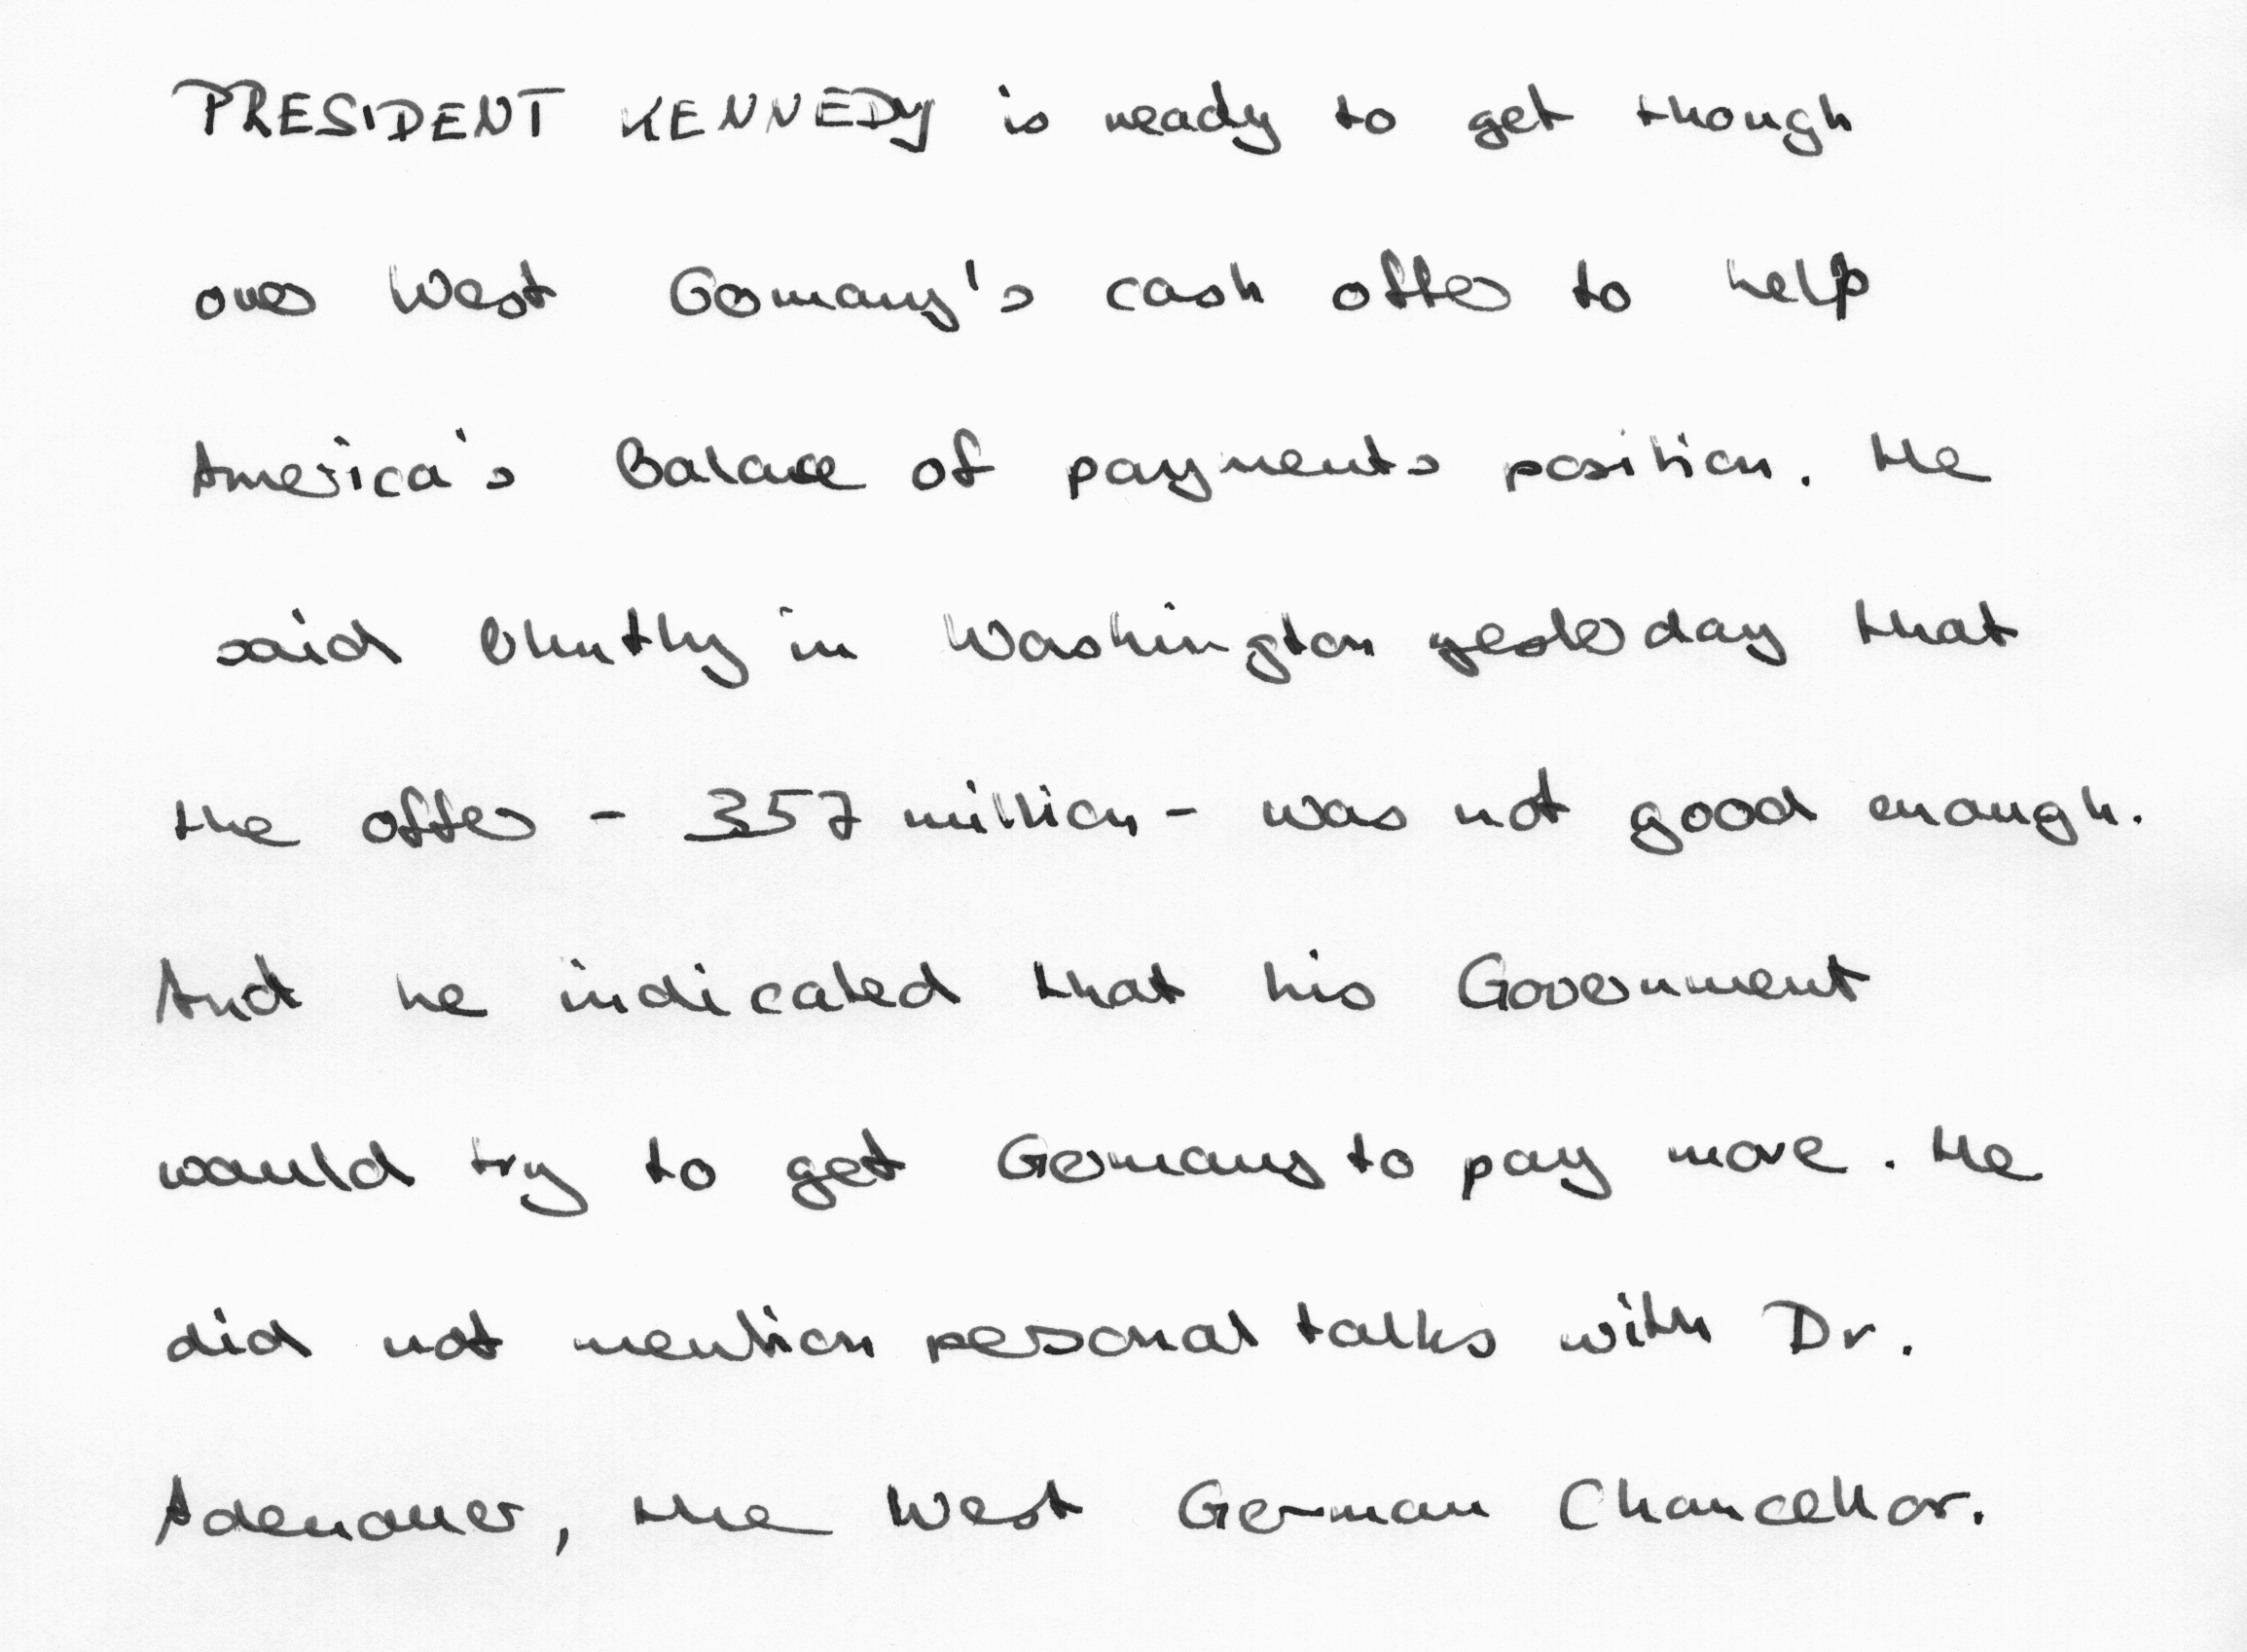 PRESIDENT KENNEDY is ready to get though
over West Germany's cash offer to help
America's balace of payments position. He
said bluntly in Washington yesterday that
the offer - 357 million - was not good enough.
And he indicated that his Government
would try to get Germany to pay more. He
did not mention personal talks with Dr.
Adenauer, the West German Chancellor.